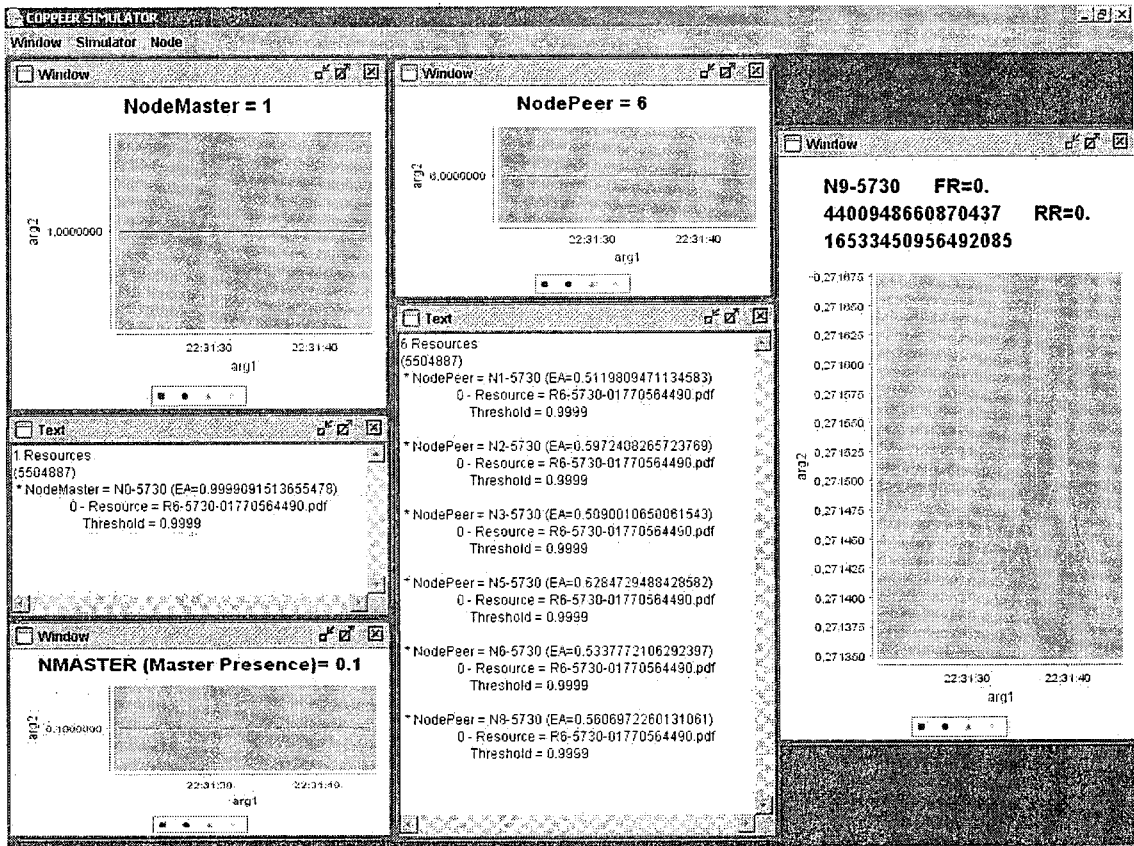 COPPEER SIMULATOR
Window Simulator Node
Window
NodeMaster = 1
arg2
1,0000000
22:31:30 22:31:40
arg1
Text
1 Resources
(5504887)
* NodeMaster = N0-5730 (EA=0.9999091513655478)
0 - Resource = R6-5730-01770564490.pdf
Threshold = 0.9999
Window
NMASTER (Master Presence)= 0.1
arg2
0,1000000
22:31:30 22:31:40
arg1
Window
NodePeer = 6
arg2
6,0000000
22:31:30 22:31:40
arg1
Text
6 Resources
(5504887)
* NodePeer = N1-5730 (EA=0.5119809471134583)
0 - Resource = R6-5730-01770564490.pdf
Threshold = 0.9999
* NodePeer = N2-5730 (EA=0.5972408265723769)
0 - Resource = R6-5730-01770564490.pdf
Threshold = 0.9999
* NodePeer = N3-5730 (EA=0.5090010650061543)
0 - Resource = R6-5730-01770564490.pdf
Threshold = 0.9999
* NodePeer = N5-5730 (EA=0.6284729488428582)
0 - Resource = R6-5730-01770564490.pdf
Threshold = 0.9999
* NodePeer = N6-5730 (EA=0.5337772106292397)
0 - Resource = R6-5730-01770564490.pdf
Threshold = 0.9999
* NodePeer = N8-5730 (EA=0.5606972260131061)
0 - Resource = R6-5730-01770564490.pdf
Threshold = 0.9999
Window
N9-5730 FR=0.
4400948660870437 RR=0.
16533450956492085
arg2
0,271675
0,271650
0,271625
0,271600
0,271575
0,271550
0,271525
0,271500
0,271475
0,271450
0,271425
0,271400
0,271375
0,271350
22:31:30 22:31:40
arg1